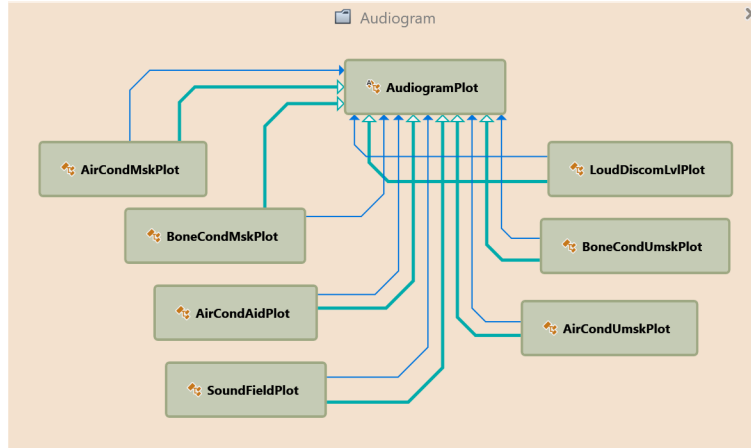 Audiogram
AudiogramPlot
AirCondMskPlot
LoudDiscomLvlPlot
BoneCondMskPlot
BoneCondUmskPlot
AirCondAidPlot
AirCondUmskPlot
SoundFieldPlot